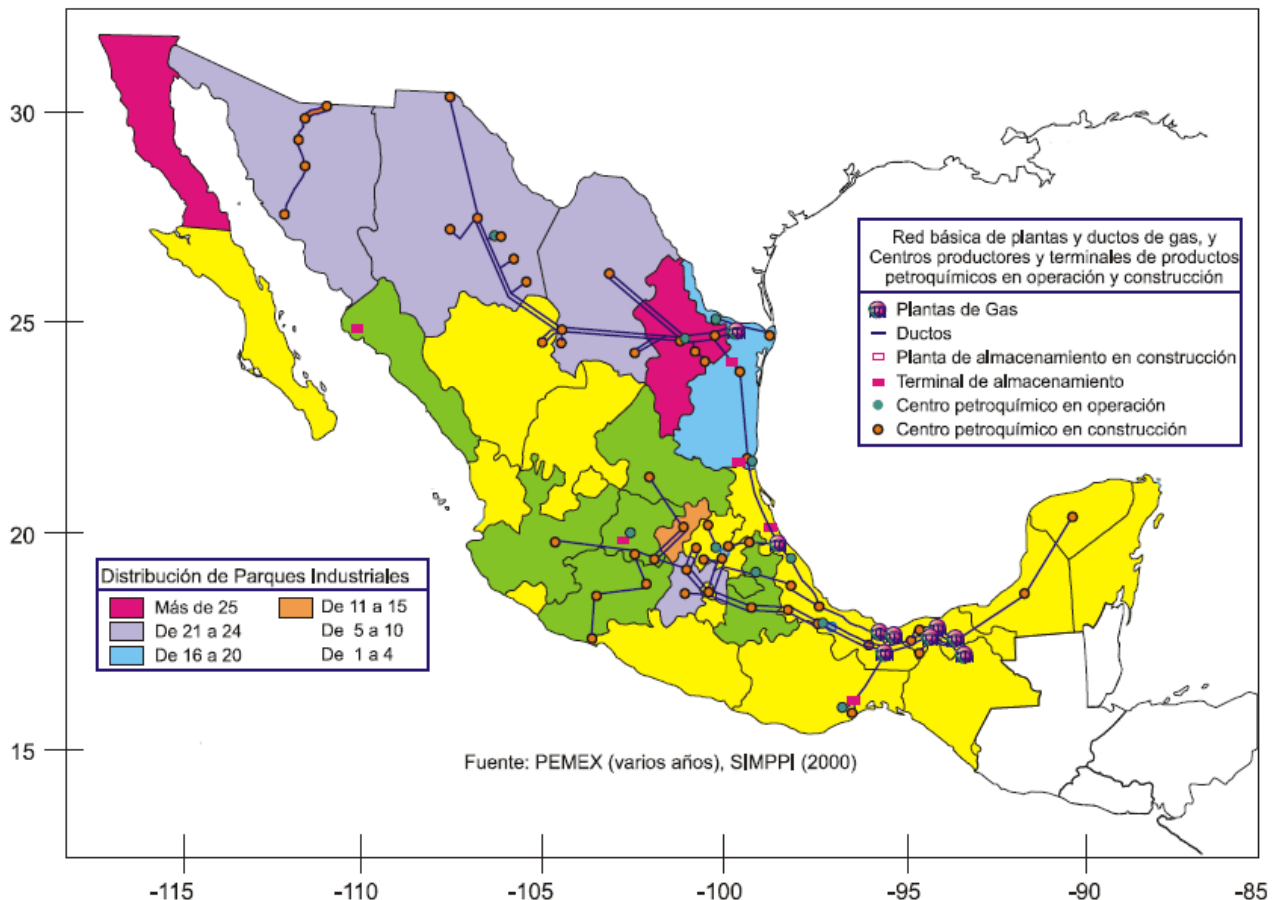 30
25
20
15
Red básica de plantas y ductos de gas, y
Centros productores y terminales de productos
petroquímicos en operación y construcción
Plantas de Gas
Ductos
Planta de almacenamiento en construcción
Terminal de almacenamiento
Centro petroquímico en operación
Centro petroquímico en construcción
Distribución de Parques Industriales
Más de 25
De 11 a 15
De 21 a 24
De 5 a 10
De 16 a 20
De 1 a 4
Fuente: PEMEX (varios años), SIMPPI (2000)
-115
-110
-105
-100
-95
-90
-85